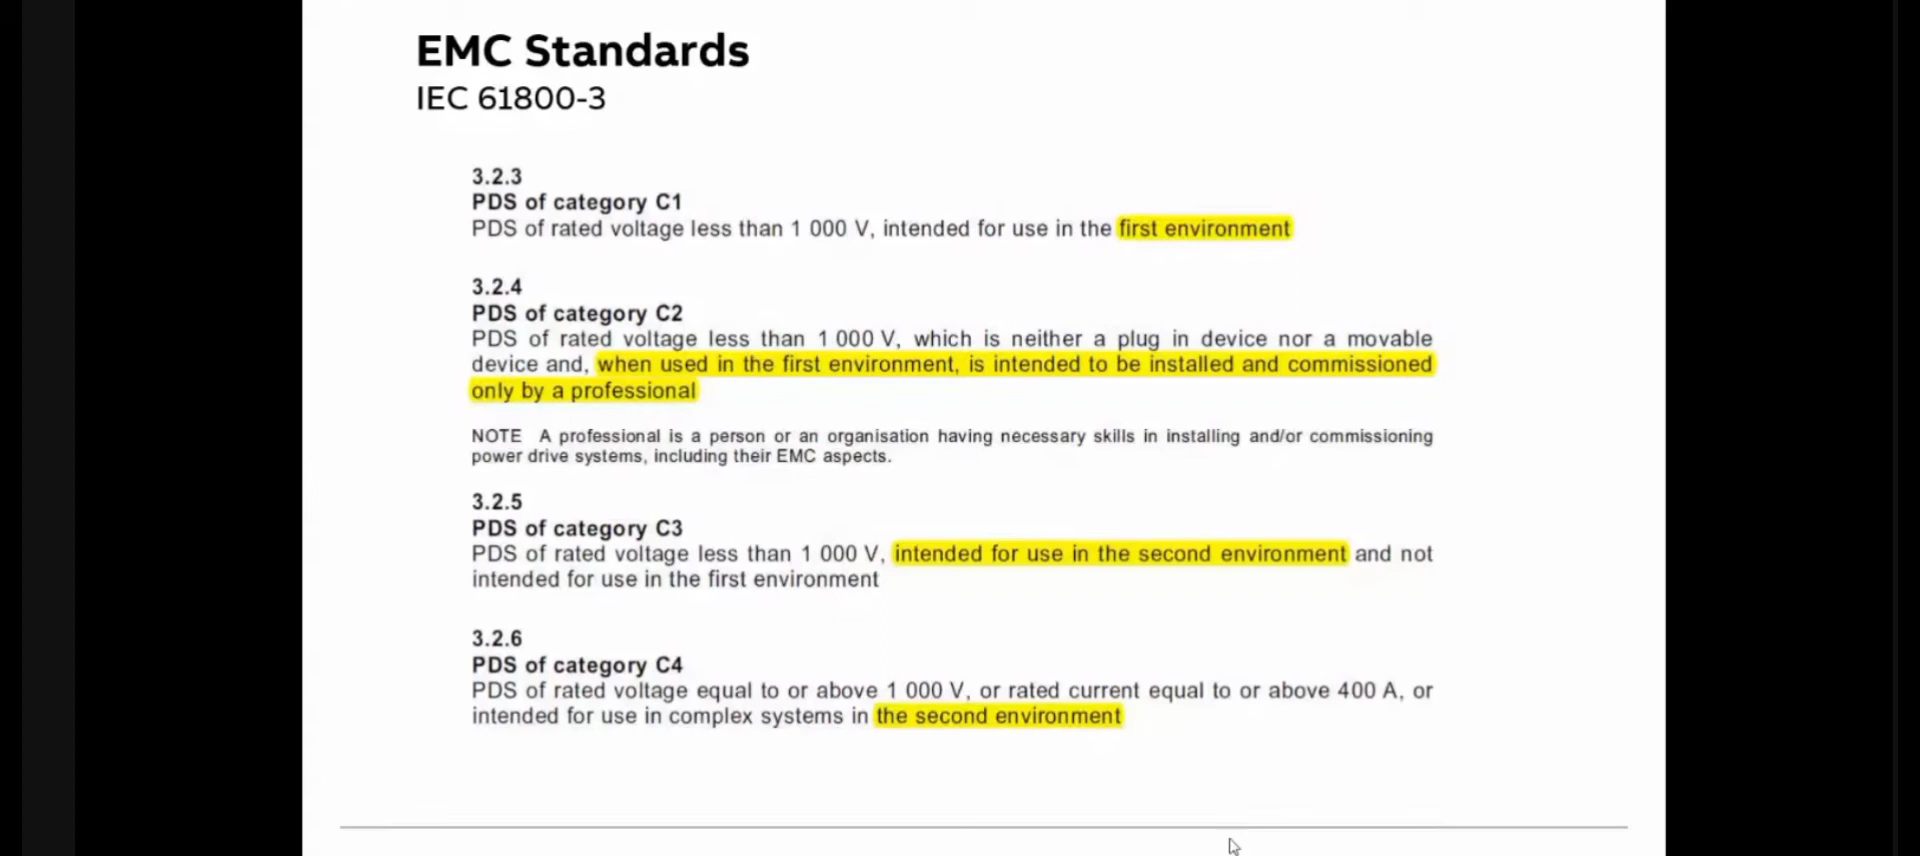 EMC Standards
IEC 61800-3
3.2.3
PDS of category C1
PDS of rated voltage less than 1 000 V, intended for use in the first environment
3.2.4
PDS of category C2
PDS of rated voltage less than 1 000 V, which is neither a plug in device nor a movable
device and, when used in the first environment, is intended to be installed and commissioned
only by a professional
NOTE A professional is a person or an organisation having necessary skills in installing and/or commissioning
power drive systems, including their EMC aspects.
3.2.5
PDS of category C3
PDS of rated voltage less than 1 000 V, intended for use in the second environment and not
intended for use in the first environment
3.2.6
PDS of category C4
PDS of rated voltage equal to or above 1 000 V, or rated current equal to or above 400 A, or
intended for use in complex systems in the second environment